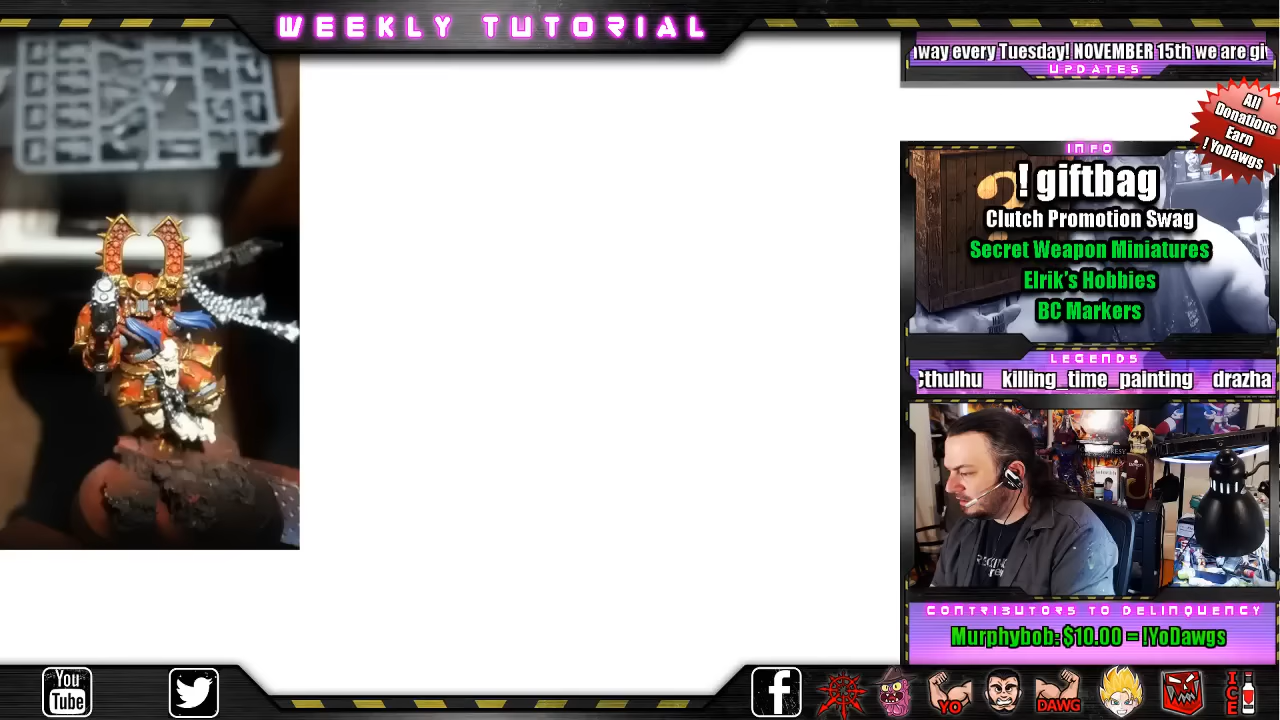 WEEKLY TUTORIAL
way every Tuesday! NOVEMBER 15th we are gi
UPDATES
All
Donations
Earn
! YoDawgs
INFO
! giftbag
Clutch Promotion Swag
Secret Weapon Miniatures
Elrik's Hobbies
BC Markers
LEGENDS
Cthulhu killing_time_painting drazha
CONTRIBUTORS TO DELINQUENCY
Murphybob: $10.00 = !YoDawgs
You
Tube
f
YO
DAWG
ICE